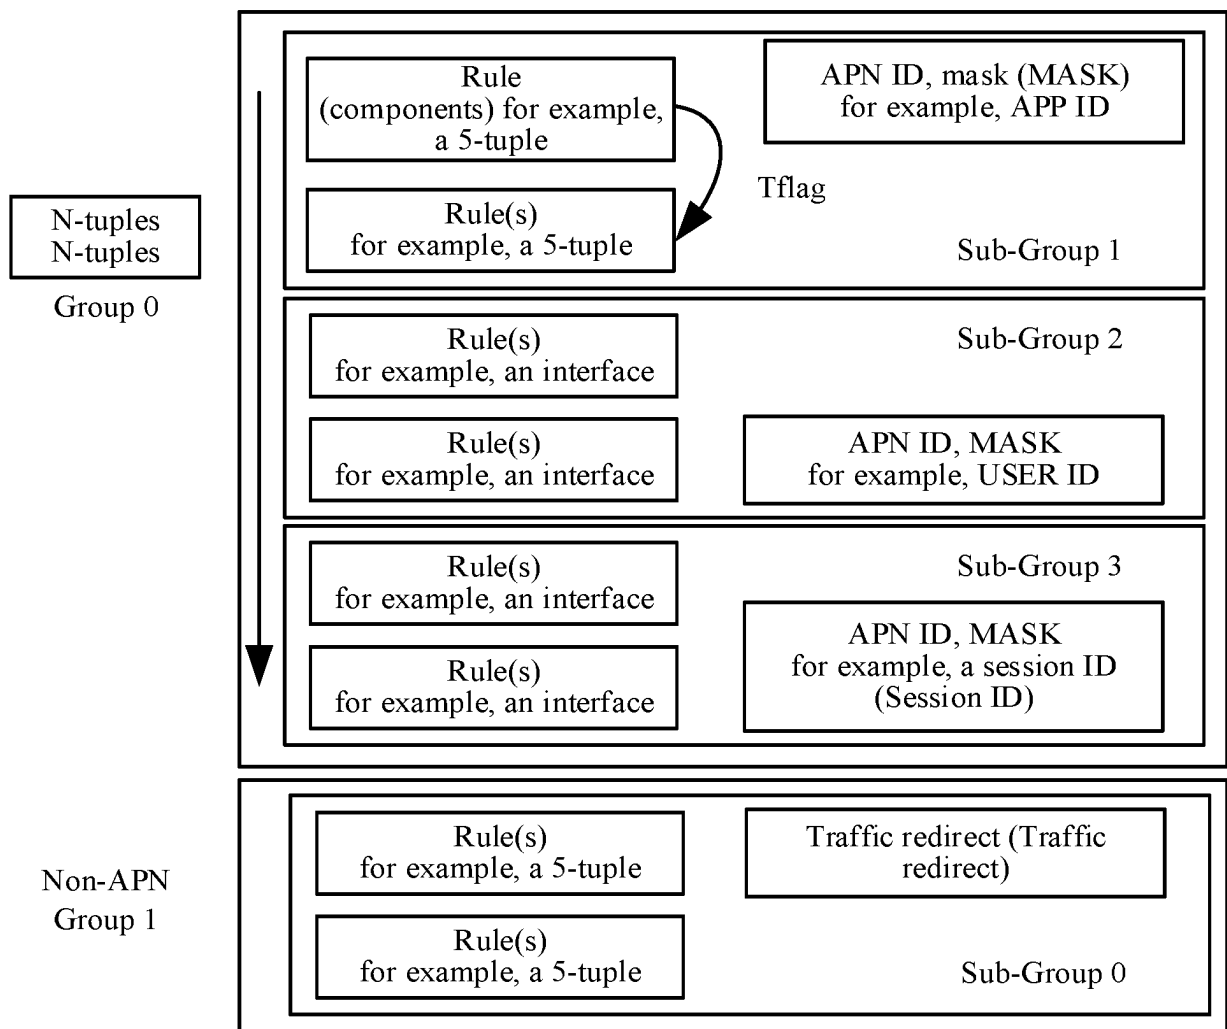 N-tuples
N-tuples
Group 0
Rule
(components) for example,
a 5-tuple
APN ID, mask (MASK)
for example, APP ID
Tflag
Rule(s)
for example, a 5-tuple
Sub-Group 1
Rule(s)
for example, an interface
Sub-Group 2
Rule(s)
for example, an interface
APN ID, MASK
for example, USER ID
Rule(s)
for example, an interface
Sub-Group 3
Rule(s)
for example, an interface
APN ID, MASK
for example, a session ID
(Session ID)
Non-APN
Group 1
Rule(s)
for example, a 5-tuple
Traffic redirect (Traffic
redirect)
Rule(s)
for example, a 5-tuple
Sub-Group 0